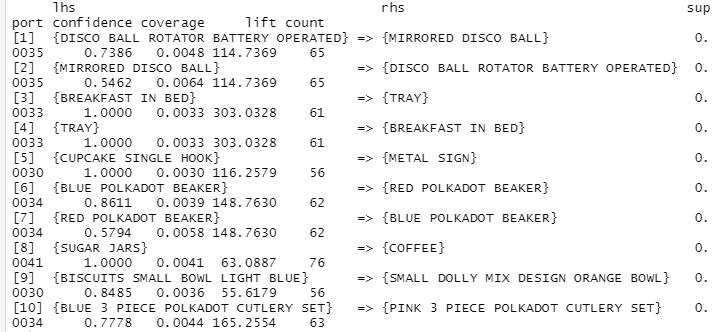 lhs rhs sup
port confidence coverage lift count
[1] {DISCO BALL ROTATOR BATTERY OPERATED} => {MIRRORED DISCO BALL} 0.
0035 0.7386 0.0048 114.7369 65
[2] {MIRRORED DISCO BALL} => {DISCO BALL ROTATOR BATTERY OPERATED} 0.
0035 0.5462 0.0064 114.7369 65
[3] {BREAKFAST IN BED} => {TRAY} 0.
0033 1.0000 0.0033 303.0328 61
[4] {TRAY} => {BREAKFAST IN BED} 0.
0033 1.0000 0.0033 303.0328 61
[5] {CUPCAKE SINGLE HOOK} => {METAL SIGN} 0.
0030 1.0000 0.0030 116.2579 56
[6] {BLUE POLKADOT BEAKER} => {RED POLKADOT BEAKER} 0.
0034 0.8611 0.0039 148.7630 62
[7] {RED POLKADOT BEAKER} => {BLUE POLKADOT BEAKER} 0.
0034 0.5794 0.0058 148.7630 62
[8] {SUGAR JARS} => {COFFEE} 0.
0041 1.0000 0.0041 63.0887 76
[9] {BISCUITS SMALL BOWL LIGHT BLUE} => {SMALL DOLLY MIX DESIGN ORANGE BOWL} 0.
0030 0.8485 0.0036 55.6179 56
[10] {BLUE 3 PIECE POLKADOT CUTLERY SET} => {PINK 3 PIECE POLKADOT CUTLERY SET} 0.
0034 0.7778 0.0044 165.2554 63